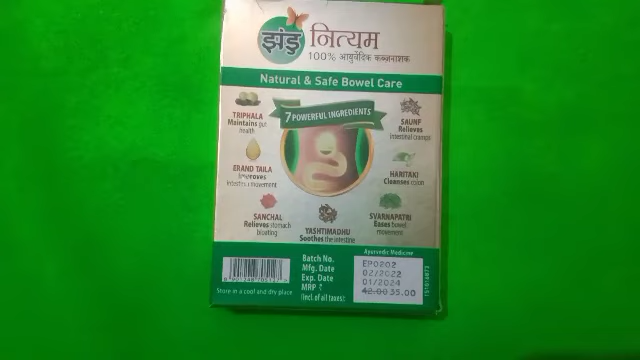 झंडु नित्यम
100% आयुर्वेदिक कब्जनाशक
Natural & Safe Bowel Care
7 POWERFUL INGREDIENTS
TRIPHALA
Maintains gut
health
ERAND TAILA
Improves
intestinal movement
SANCHAL
Relieves stomach
bloating
YASHTIMADHU
Soothes the intestine
SAUNF
Relieves
intestinal cramps
HARITAKI
Cleanses colon
SVARNAPATRI
Eases bowel
movement
Ayurvedic Medicine
Batch No. EP0202
Mfg. Date 02/2022
Exp. Date 01/2024
MRP ₹ 42.00 35.00
(incl. of all taxes):
Store in a cool and dry place